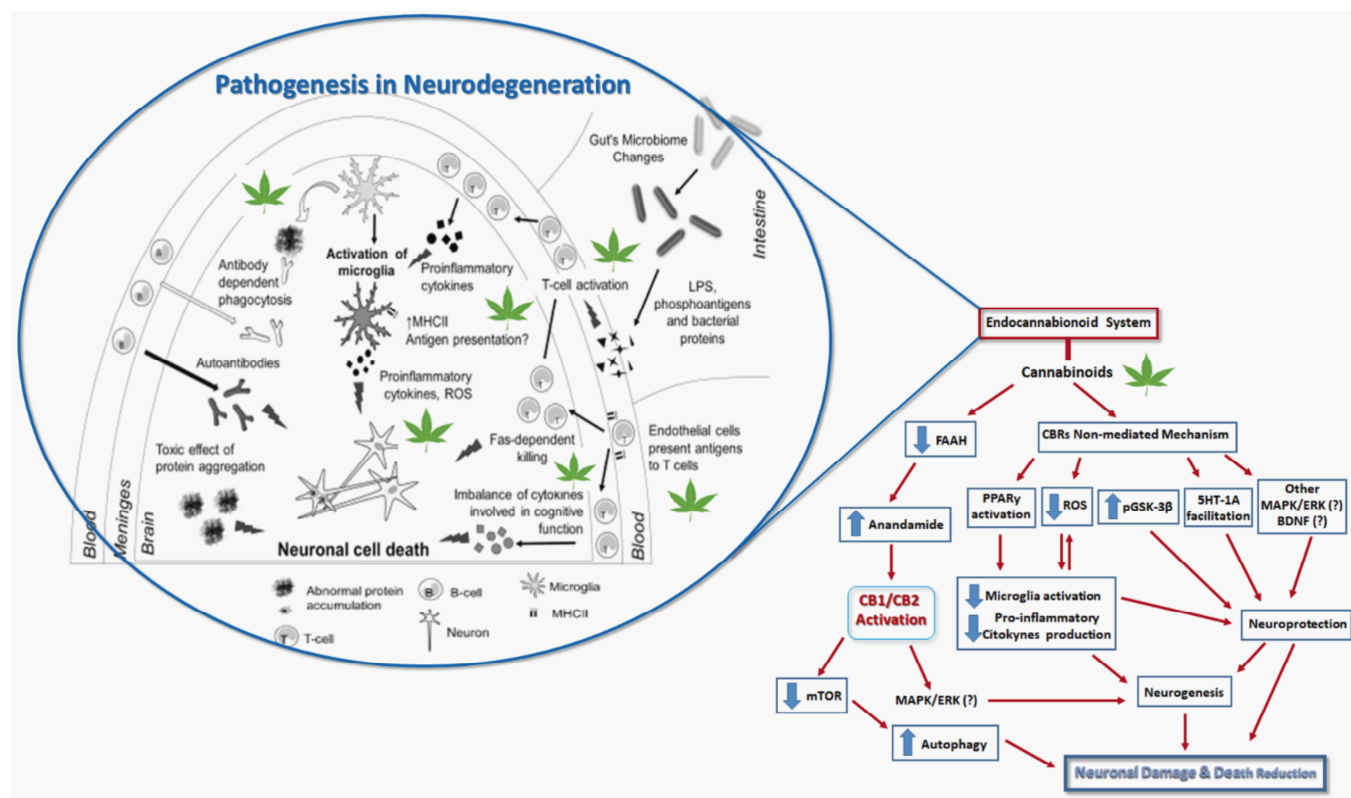 Pathogenesis in Neurodegeneration
Gut's Microbiome
Changes
Intestine
Antibody
dependent
phagocytosis
Activation of
microglia
Proinflammatory
cytokines
T-cell activation
LPS,
phosphoantigens
and bacterial
proteins
↑MHCII
Antigen presentation?
Autoantibodies
Proinflammatory
cytokines, ROS
Toxic effect of
protein aggregation
Fas-dependent
killing
Endothelial cells
present antigens
to T cells
Imbalance of cytokines
involved in cognitive
function
Neuronal cell death
Blood
Meninges
Brain
Blood
B
B
B
T
T
T
T
T
T
T
T
T
T
T
Abnormal protein
accumulation
B
B-cell
Microglia
MHCII
T
T-cell
Neuron
Endocannabionoid System
Cannabinoids
FAAH
CBRs Non-mediated Mechanism
Anandamide
PPARγ
activation
ROS
pGSK-3β
5HT-1A
facilitation
Other
MAPK/ERK (?)
BDNF (?)
CB1/CB2
Activation
Microglia activation
Pro-inflammatory
Citokynes production
Neuroprotection
mTOR
MAPK/ERK (?)
Neurogenesis
Autophagy
Neuronal Damage & Death Reduction